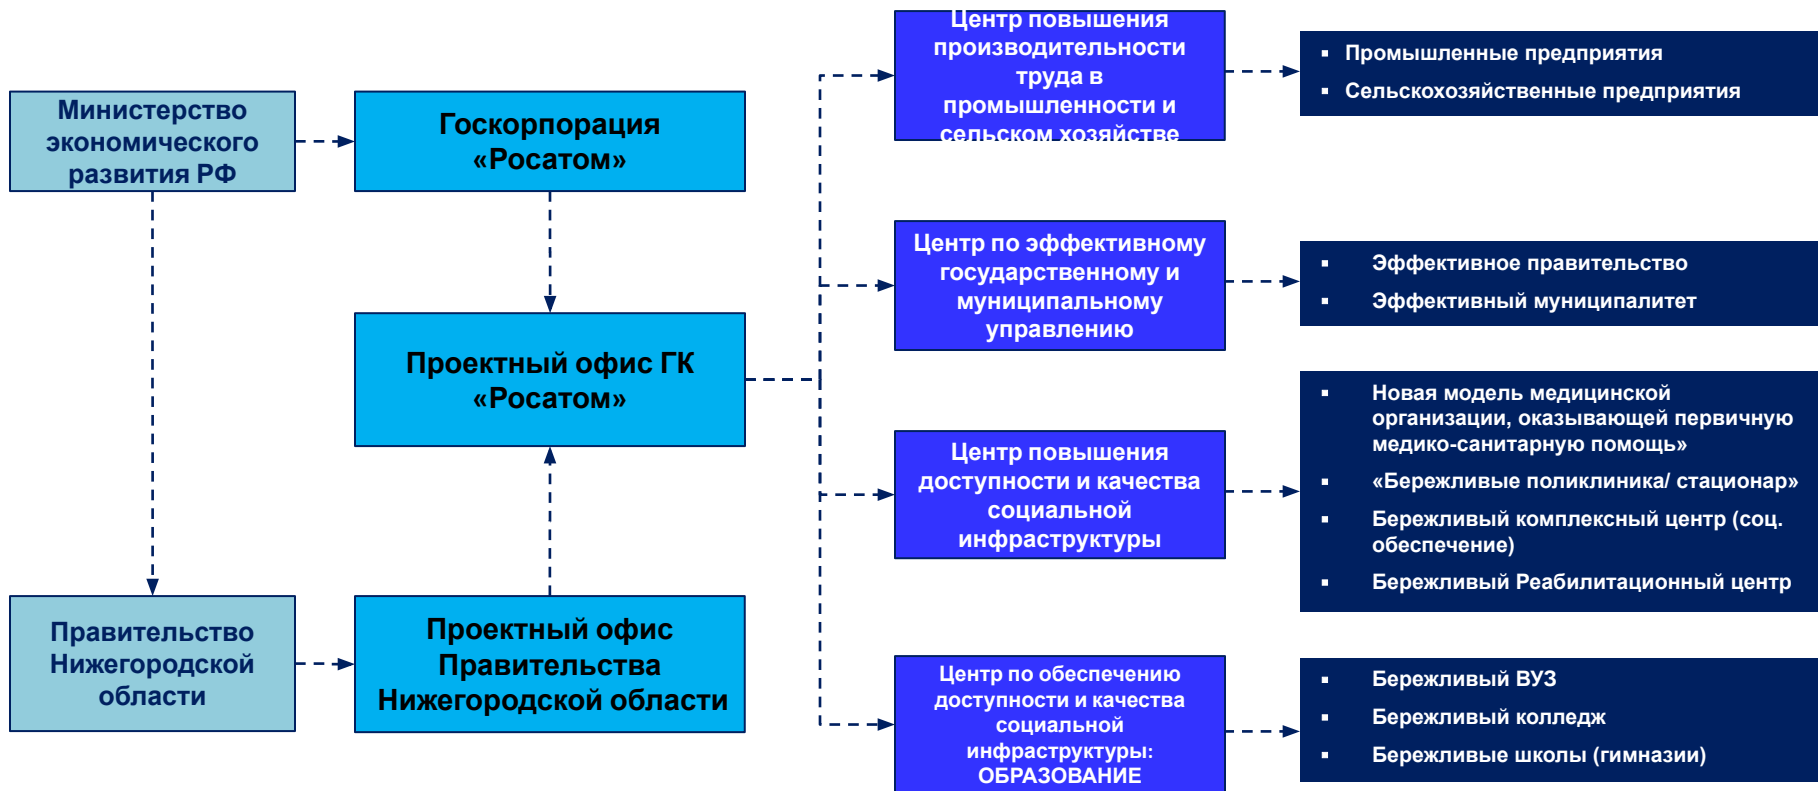 Министерство
экономического
развития РФ
Госкорпорация
«Росатом»
Проектный офис ГК
«Росатом»
Правительство
Нижегородской
области
Проектный офис
Правительства
Нижегородской области
Центр повышения
производительности
труда в
промышленности и
сельском хозяйстве
▪ Промышленные предприятия
▪ Сельскохозяйственные предприятия
Центр по эффективному
государственному и
муниципальному
управлению
▪ Эффективное правительство
▪ Эффективный муниципалитет
Центр повышения
доступности и качества
социальной
инфраструктуры
▪ Новая модель медицинской
организации, оказывающей первичную
медико-санитарную помощь»
▪ «Бережливые поликлиника/ стационар»
▪ Бережливый комплексный центр (соц.
обеспечение)
▪ Бережливый Реабилитационный центр
Центр по обеспечению
доступности и качества
социальной
инфраструктуры:
ОБРАЗОВАНИЕ
▪ Бережливый ВУЗ
▪ Бережливый колледж
▪ Бережливые школы (гимназии)